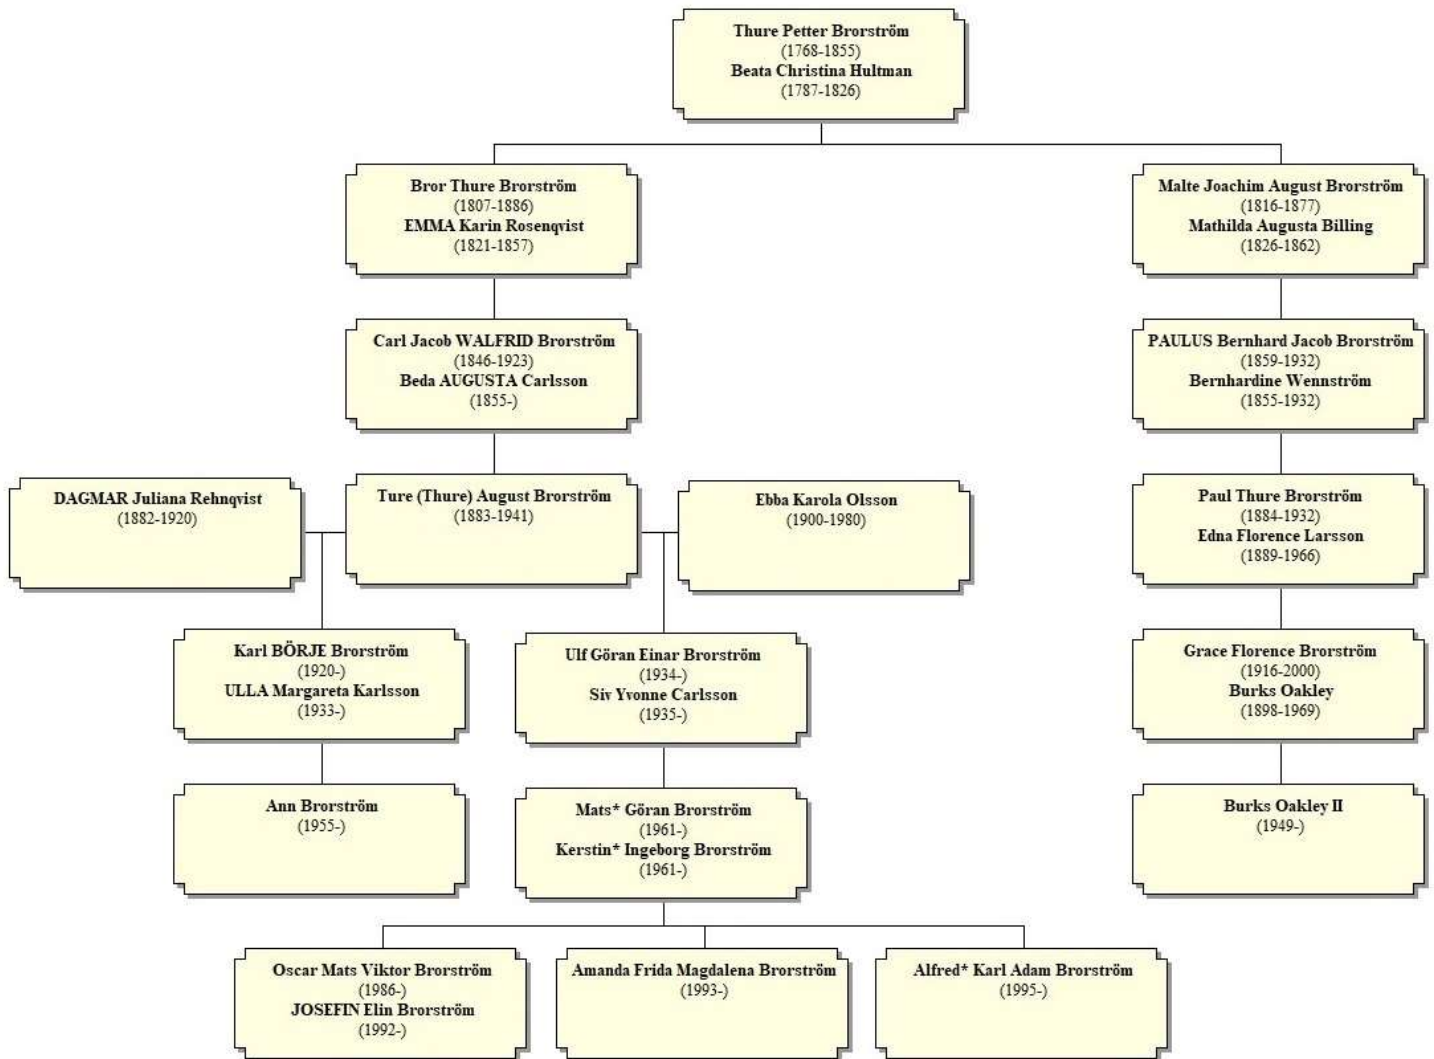 Thure Petter Brorström
(1768-1855)
Beata Christina Hultman
(1787-1826)
Bror Thure Brorström
(1807-1886)
EMMA Karin Rosenqvist
(1821-1857)
Malte Joachim August Brorström
(1816-1877)
Mathilda Augusta Billing
(1826-1862)
Carl Jacob WALFRID Brorström
(1846-1923)
Beda AUGUSTA Carlsson
(1855-)
PAULUS Bernhard Jacob Brorström
(1859-1932)
Bernhardine Wennström
(1855-1932)
DAGMAR Juliana Rehnqvist
(1882-1920)
Ture (Thure) August Brorström
(1883-1941)
Ebba Karola Olsson
(1900-1980)
Paul Thure Brorström
(1884-1932)
Edna Florence Larsson
(1889-1966)
Karl BÖRJE Brorström
(1920-)
ULLA Margareta Karlsson
(1933-)
Ulf Göran Einar Brorström
(1934-)
Siv Yvonne Carlsson
(1935-)
Grace Florence Brorström
(1916-2000)
Burks Oakley
(1898-1969)
Ann Brorström
(1955-)
Mats* Göran Brorström
(1961-)
Kerstin* Ingeborg Brorström
(1961-)
Burks Oakley II
(1949-)
Oscar Mats Viktor Brorström
(1986-)
JOSEFIN Elin Brorström
(1992-)
Amanda Frida Magdalena Brorström
(1993-)
Alfred* Karl Adam Brorström
(1995-)